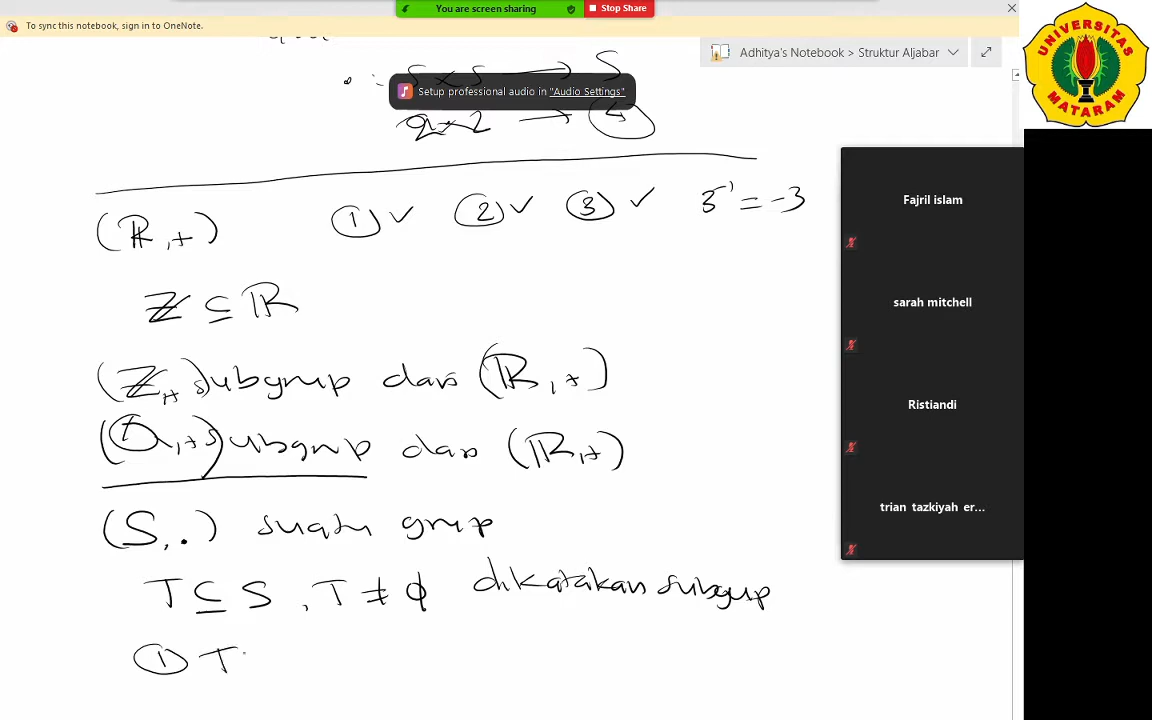 You are screen sharing
Stop Share
To sync this notebook, sign in to OneNote.
Adhitya's Notebook > Struktur Aljabar
UNIVERSITAS
MATARAM
Setup professional audio in "Audio Settings"
(ℝ,+) ① ✓ ② ✓ ③ ✓ 3⁻¹ = -3
ℤ ⊆ ℝ
(ℤ,+) subgrup dari (ℝ,+)
(ℚ,+) subgrup dari (ℝ,+)
(S,·) suatu grup
T ⊆ S, T ≠ ϕ dikatakan subgrup
① T
Fajril islam
sarah mitchell
Ristiandi
trian tazkiyah er...